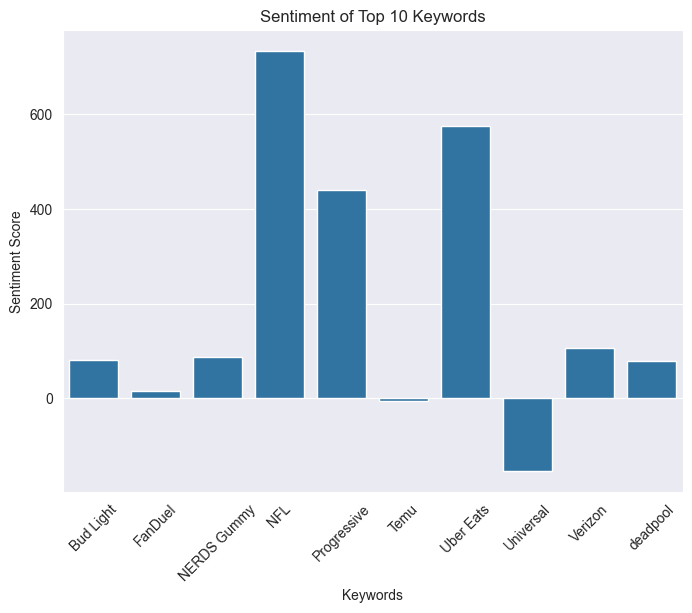 Sentiment of Top 10 Keywords
Sentiment Score
600
400
200
0
Bud Light
FanDuel
NERDS Gummy
NFL
Progressive
Temu
Uber Eats
Universal
Verizon
deadpool
Keywords